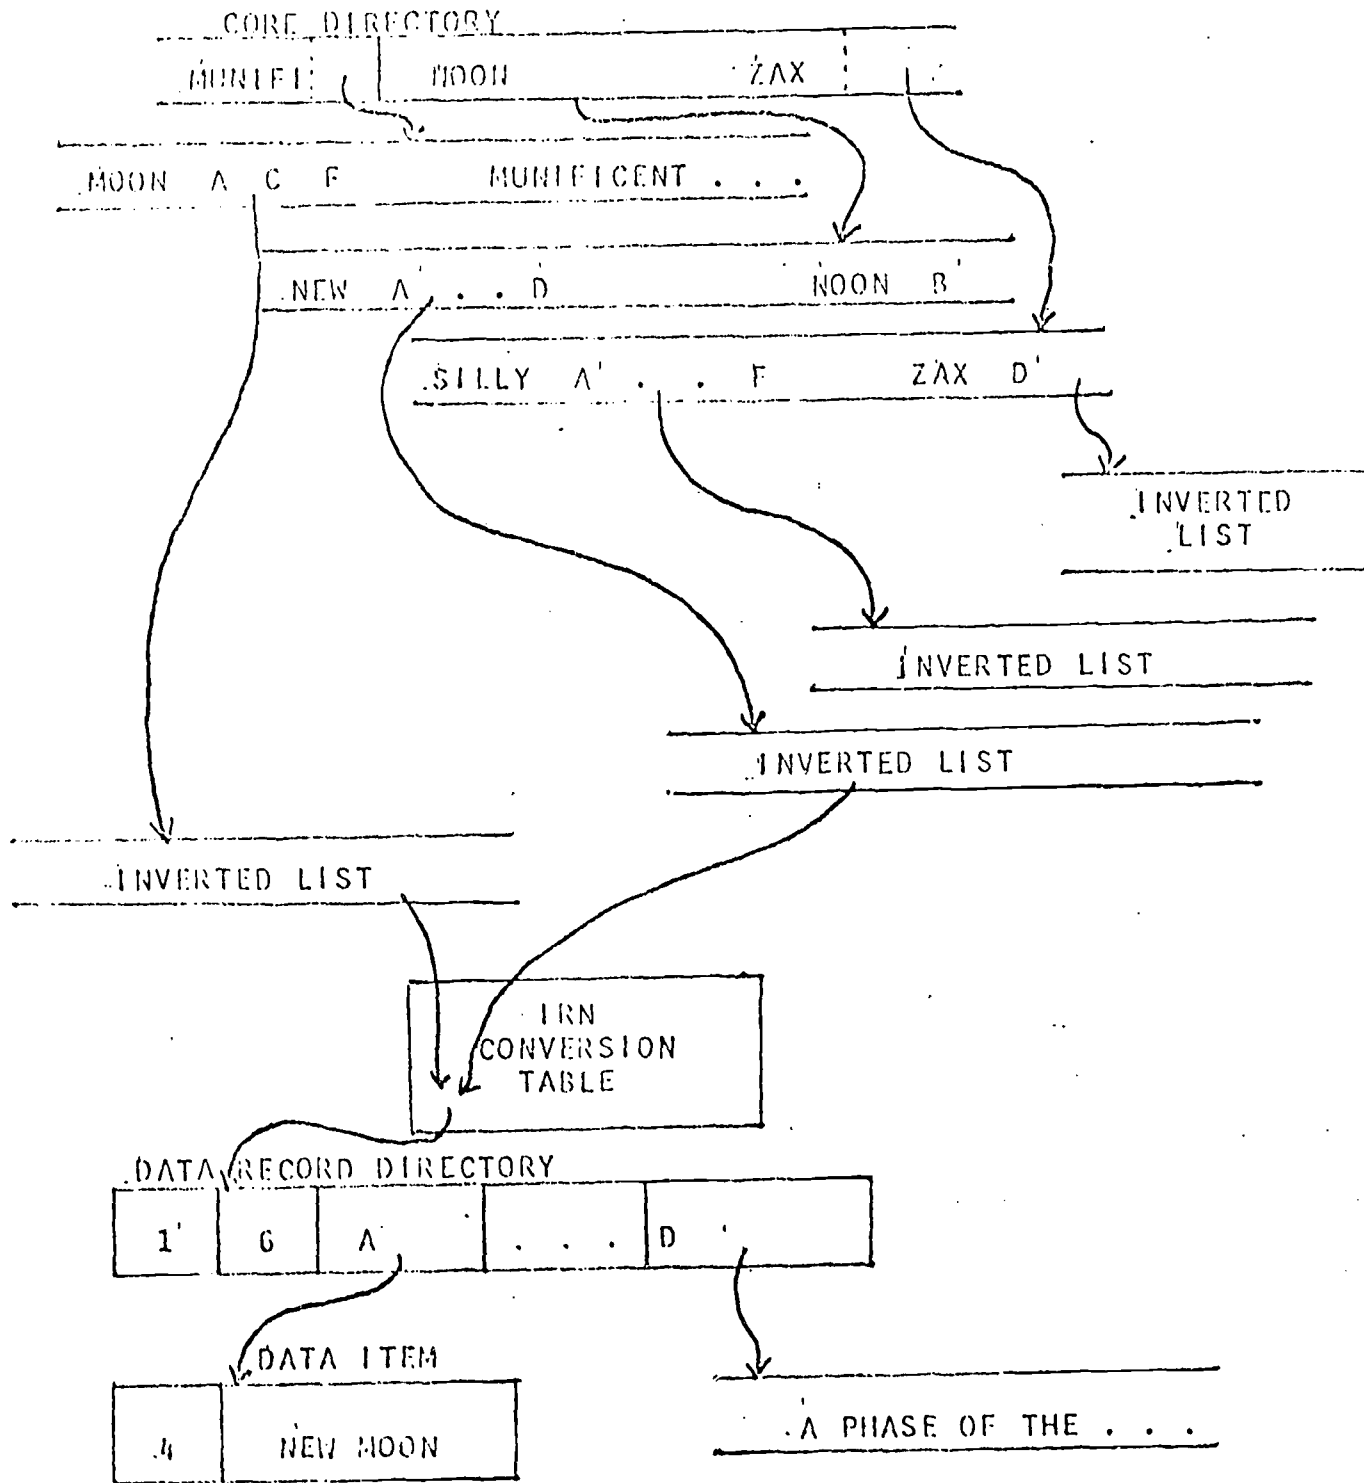 CORE DIRECTORY
MUNIFI MOON ZAX
MOON A C F MUNIFICENT . . .
NEW A . . D NOON B
SILLY A . . F ZAX D
INVERTED
LIST
INVERTED LIST
INVERTED LIST
INVERTED LIST
IRN
CONVERSION
TABLE
DATA RECORD DIRECTORY
1 6 A . . . D
DATA ITEM
4 NEW MOON A PHASE OF THE . . .